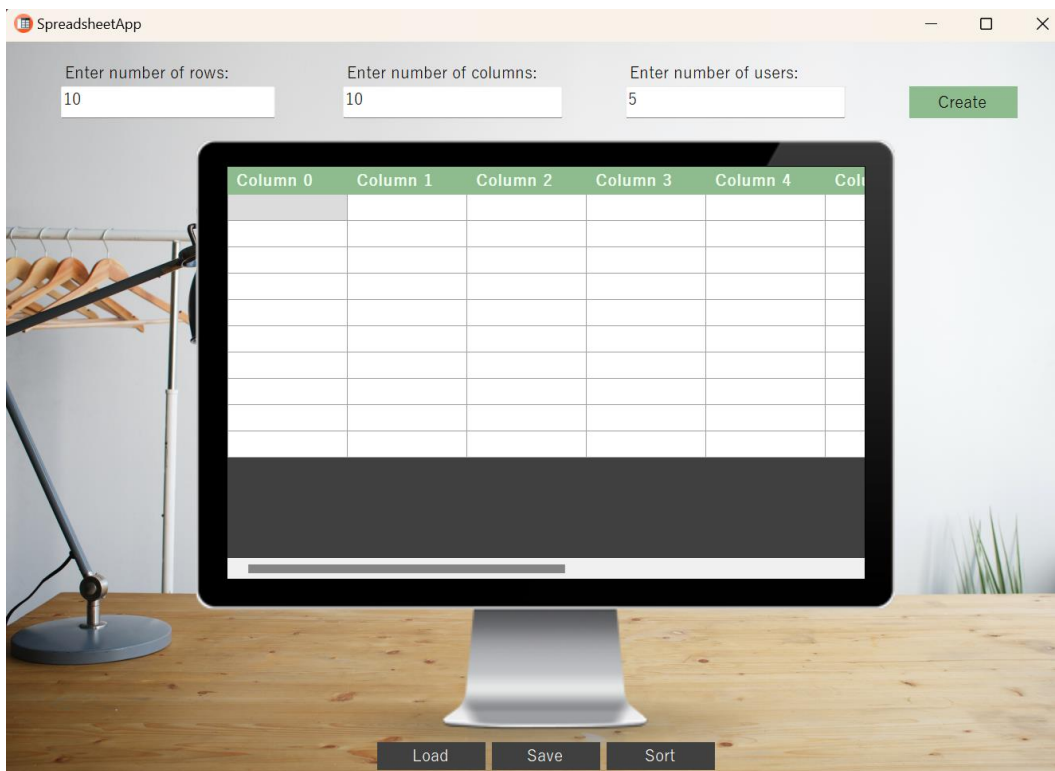 SpreadsheetApp
Enter number of rows: Enter number of columns: Enter number of users:
10 10 5 Create
Column 0 Column 1 Column 2 Column 3 Column 4 Colu
Load Save Sort